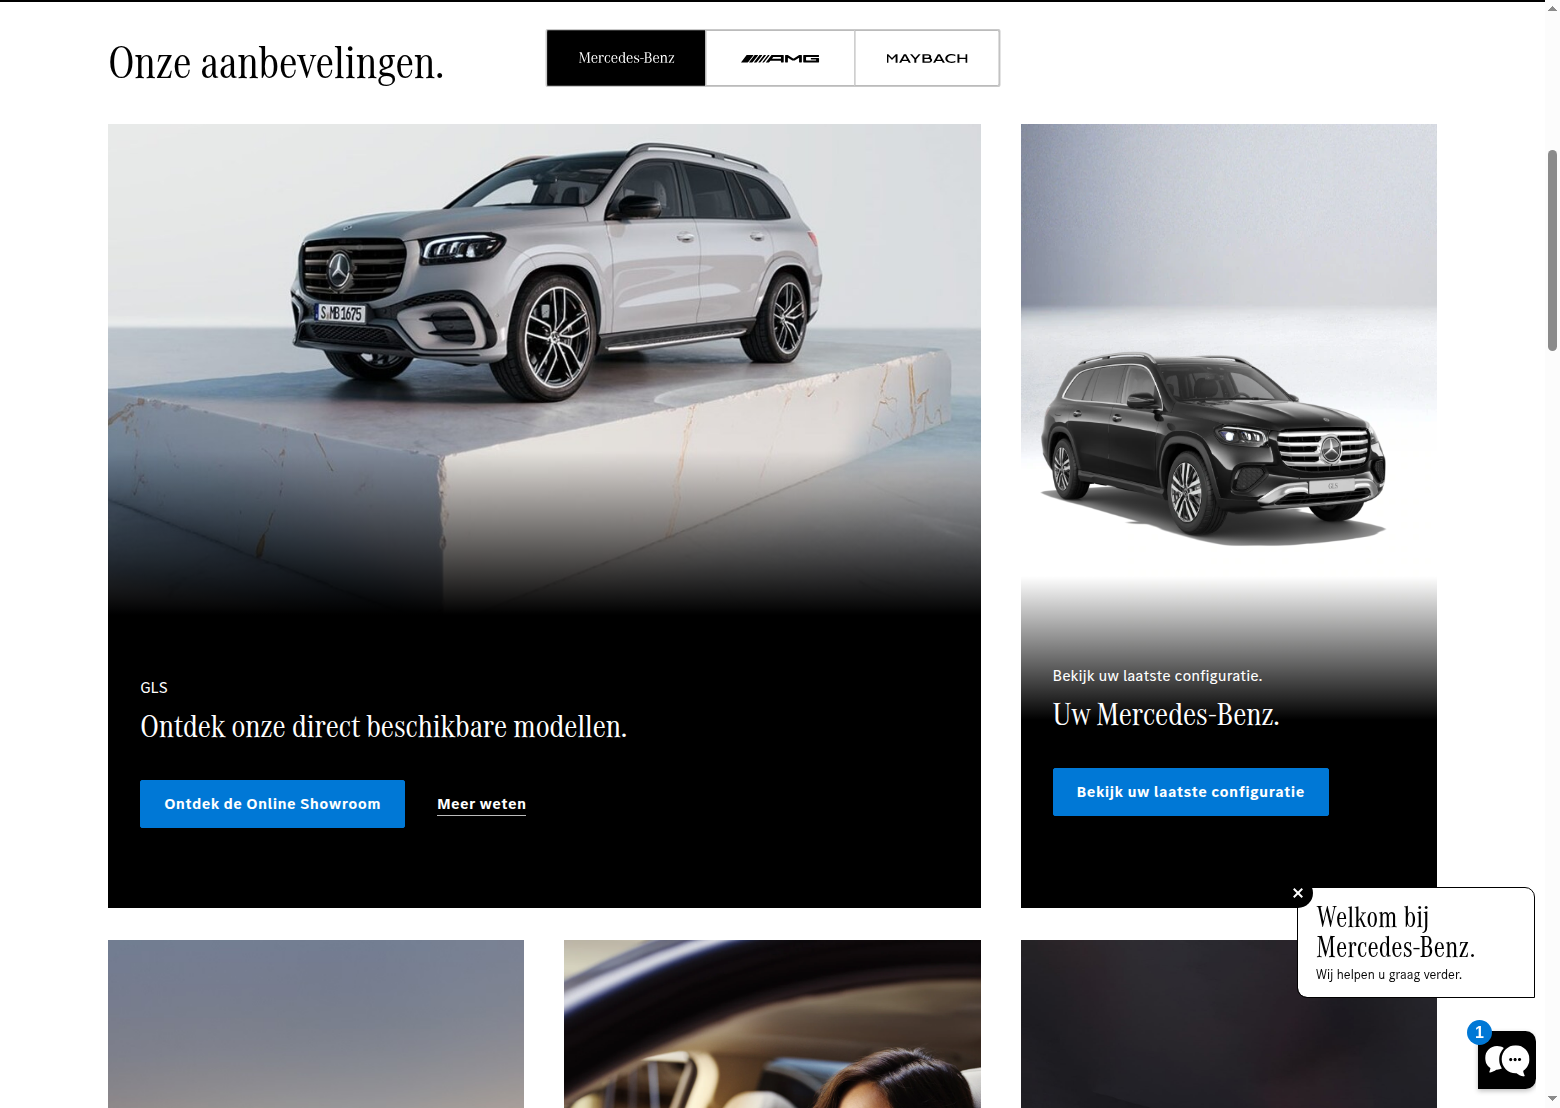 Onze aanbevelingen.
Mercedes-Benz
AMG
MAYBACH
S MB 1675
GLS
GLS
Ontdek onze direct beschikbare modellen.
Ontdek de Online Showroom
Meer weten
Bekijk uw laatste configuratie.
Uw Mercedes-Benz.
Bekijk uw laatste configuratie
Welkom bij
Mercedes-Benz.
Wij helpen u graag verder.
1